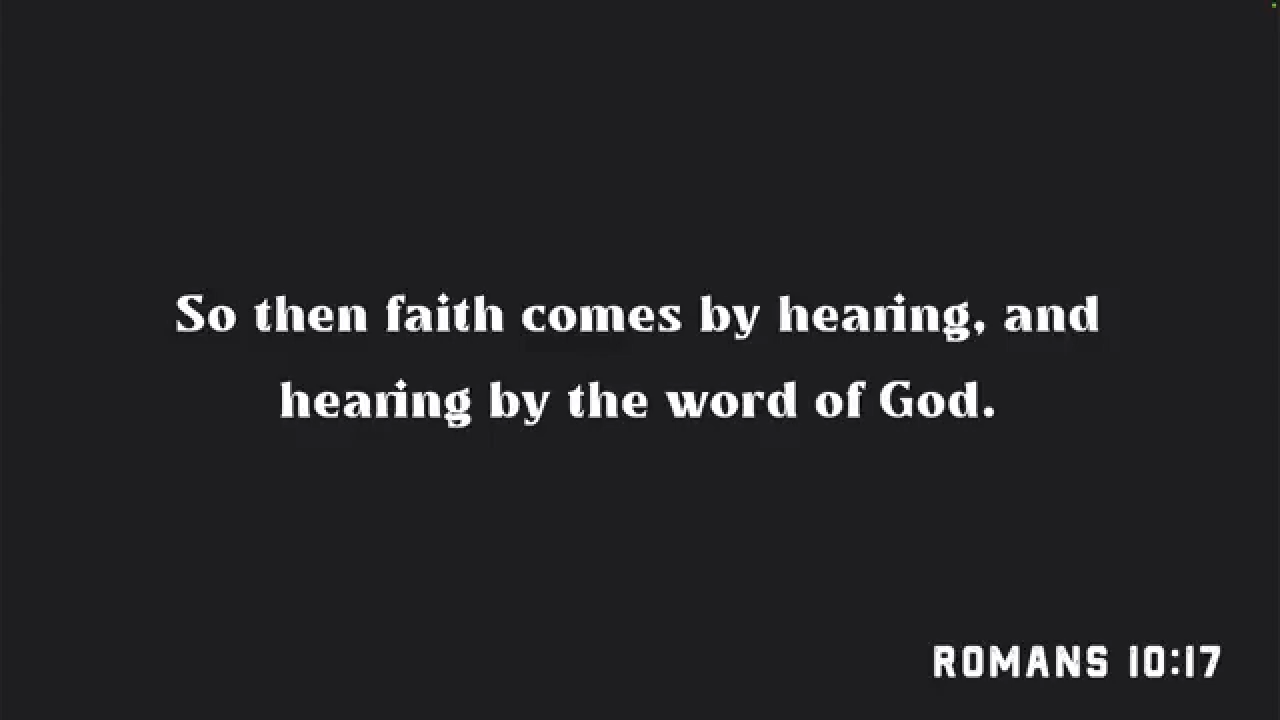 So then faith comes by hearing, and
hearing by the word of God.
ROMANS 10:17